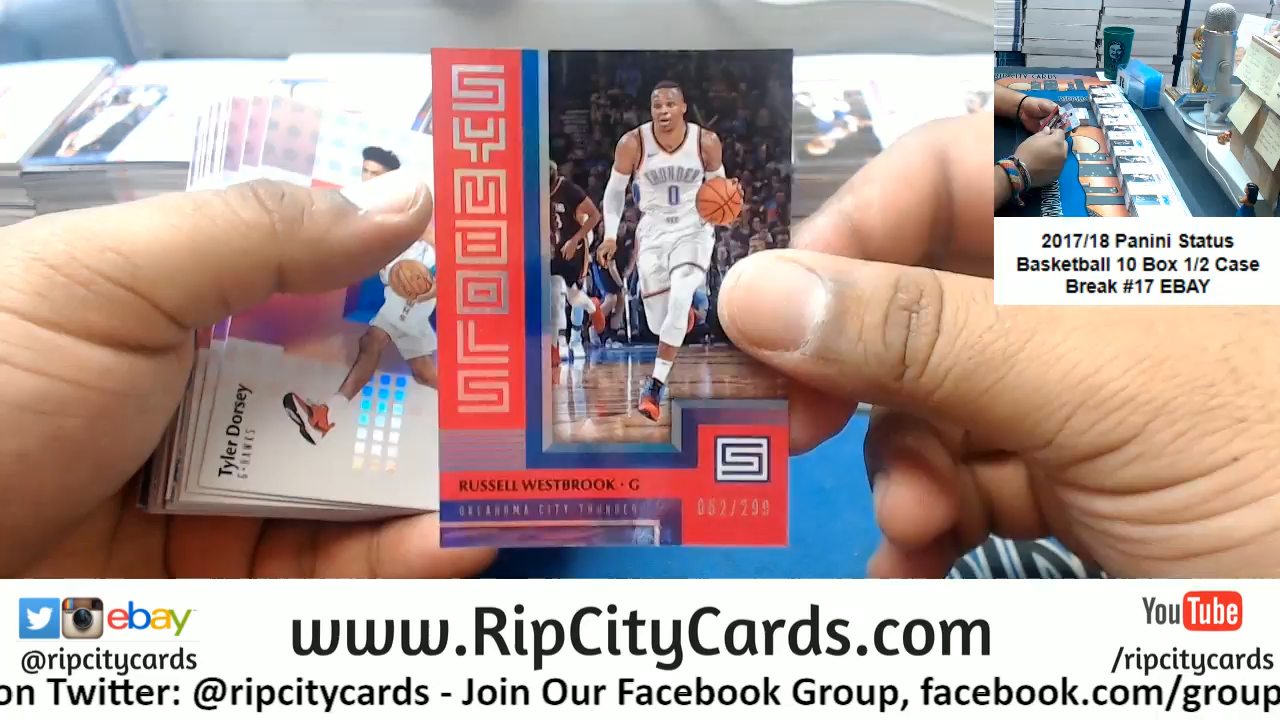 SYMBOLS
THUNDER
0
RUSSELL WESTBROOK · G
OKLAHOMA CITY THUNDER
052/299
Tyler Dorsey
G • HAWKS
2017/18 Panini Status
Basketball 10 Box 1/2 Case
Break #17 EBAY
ebay
@ripcitycards
www.RipCityCards.com
YouTube
/ripcitycards
on Twitter: @ripcitycards - Join Our Facebook Group, facebook.com/group